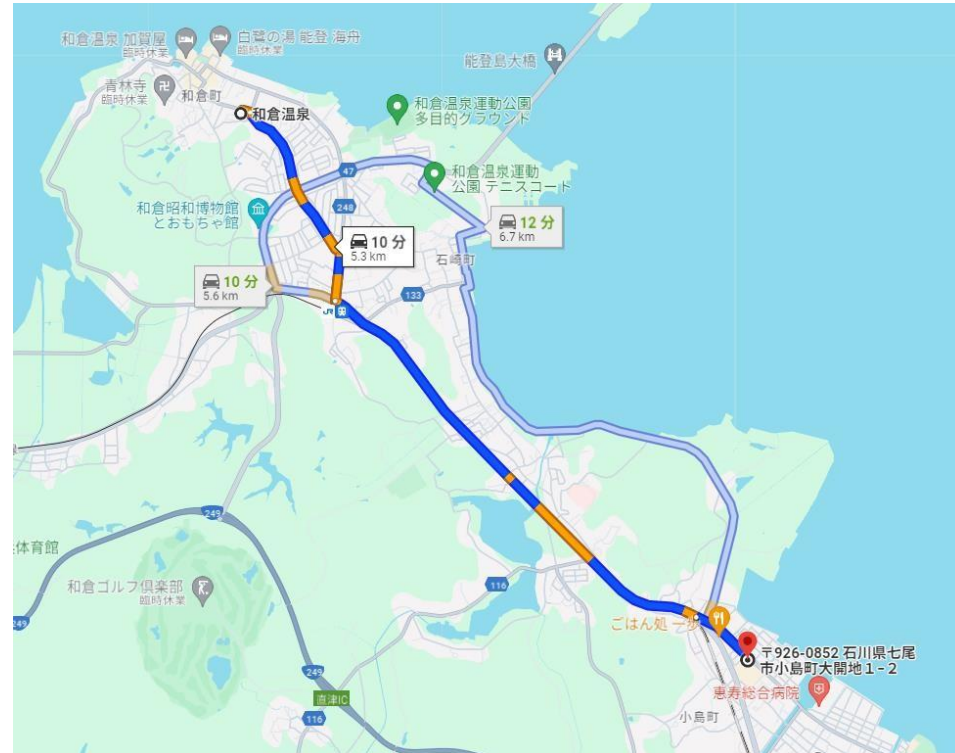 和倉温泉 加賀屋
臨時休業
白鷺の湯 能登 海舟
臨時休業
能登島大橋
青林寺
臨時休業
和倉町
和倉温泉
和倉温泉運動公園
多目的グラウンド
47
和倉温泉運動
公園 テニスコート
和倉昭和博物館
とおもちゃ館
248
12 分
6.7 km
10 分
5.3 km
石崎町
10 分
5.6 km
133
JR
249
体育館
和倉ゴルフ倶楽部
臨時休業
116
249
ごはん処 一歩
〒926-0852 石川県七尾
市小島町大開地１−２
249
恵寿総合病院
直津IC
116
小島町